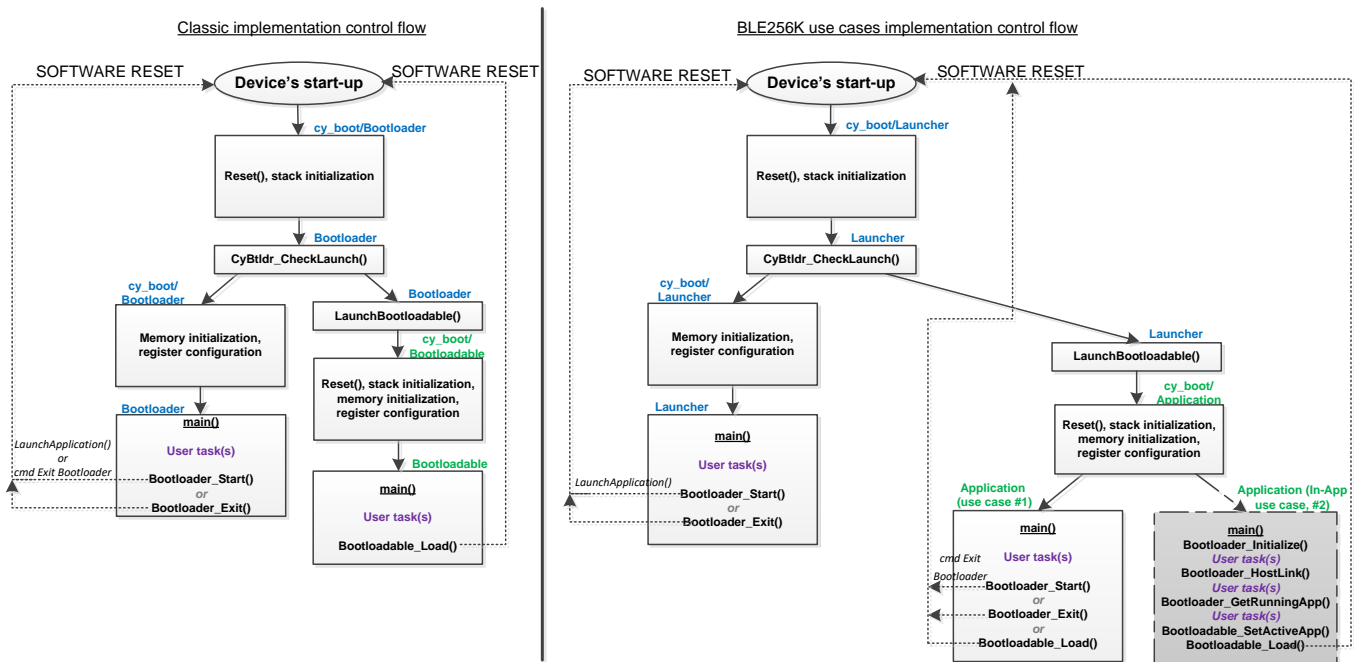 Classic implementation control flow
SOFTWARE RESET
SOFTWARE RESET
Device's start-up
cy_boot/Bootloader
Reset(), stack initialization
Bootloader
CyBtldr_CheckLaunch()
cy_boot/
Bootloader
Memory initialization,
register configuration
Bootloader
main()
User task(s)
Bootloader_Start()
or
Bootloader_Exit()
LaunchApplication()
or
cmd Exit Bootloader
Bootloader
LaunchBootloadable()
cy_boot/
Bootloadable
Reset(), stack initialization,
memory initialization,
register configuration
Bootloadable
main()
User task(s)
Bootloadable_Load()
BLE256K use cases implementation control flow
SOFTWARE RESET
SOFTWARE RESET
Device's start-up
cy_boot/Launcher
Reset(), stack initialization
Launcher
CyBtldr_CheckLaunch()
cy_boot/
Launcher
Memory initialization,
register configuration
Launcher
main()
User task(s)
Bootloader_Start()
or
Bootloader_Exit()
LaunchApplication()
Launcher
LaunchBootloadable()
cy_boot/
Application
Reset(), stack initialization,
memory initialization,
register configuration
Application
(use case #1)
main()
User task(s)
cmd Exit
Bootloader
Bootloader_Start()
or
Bootloader_Exit()
or
Bootloadable_Load()
Application (In-App
use case, #2)
main()
Bootloader_Initialize()
User task(s)
Bootloader_HostLink()
User task(s)
Bootloader_GetRunningApp()
User task(s)
Bootloadable_SetActiveApp()
Bootloadable_Load()